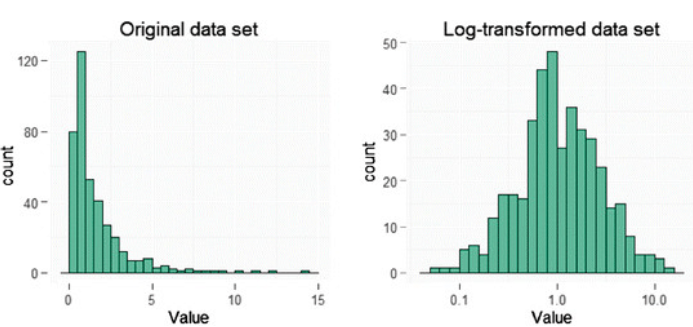 Original data set
count
120
80
40
0
0 5 10 15
Value
Log-transformed data set
count
50
40
30
20
10
0
0.1 1.0 10.0
Value